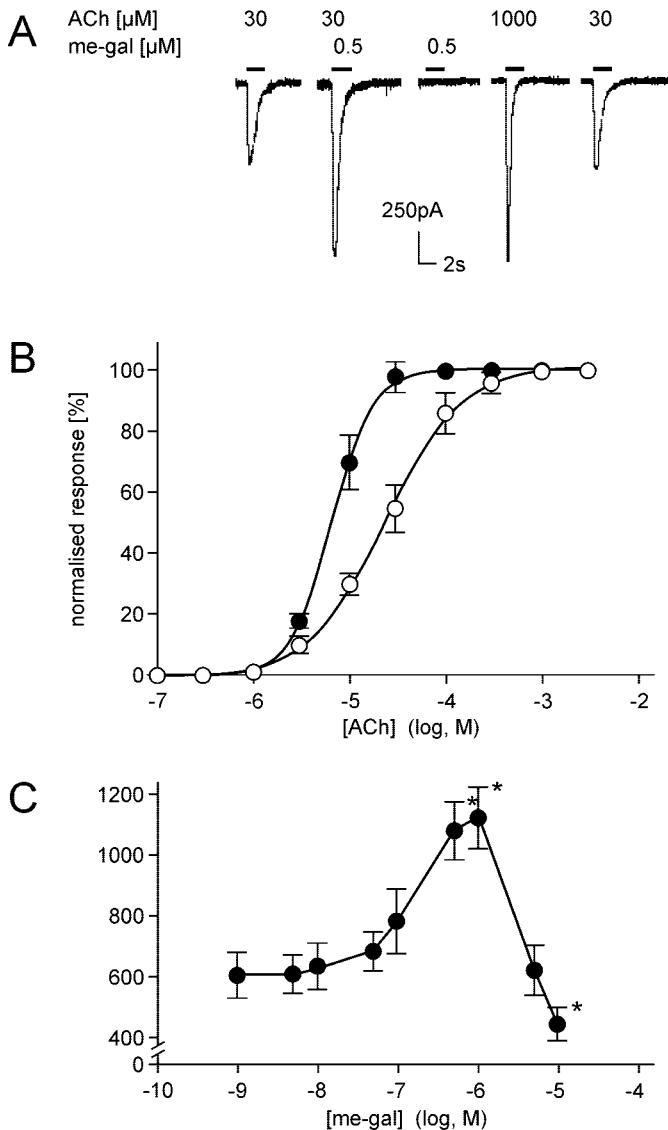 A
ACh [µM] 30 30 1000 30
me-gal [µM] 0.5 0.5
250pA
2s
B
normalised response [%]
100
80
60
40
20
0
-7 -6 -5 -4 -3 -2
[ACh] (log, M)
C
1200
1000
800
600
400
0
* * *
-10 -9 -8 -7 -6 -5 -4
[me-gal] (log, M)